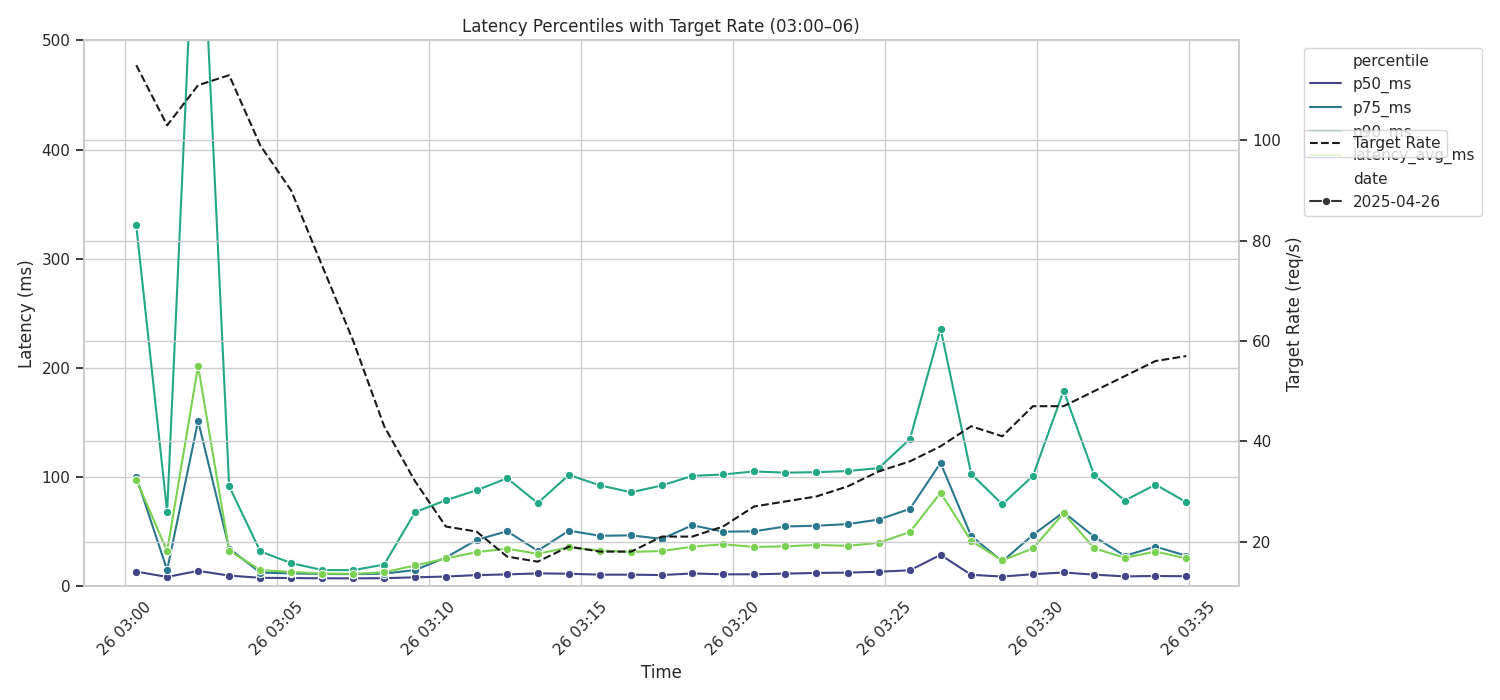 Latency Percentiles with Target Rate (03:00–06)
500
400
300
200
100
0
Latency (ms)
100
80
60
40
20
Target Rate (req/s)
26 03:00
26 03:05
26 03:10
26 03:15
26 03:20
26 03:25
26 03:30
26 03:35
Time
percentile
p50_ms
p75_ms
p90_ms
Target Rate
latency_avg_ms
date
2025-04-26